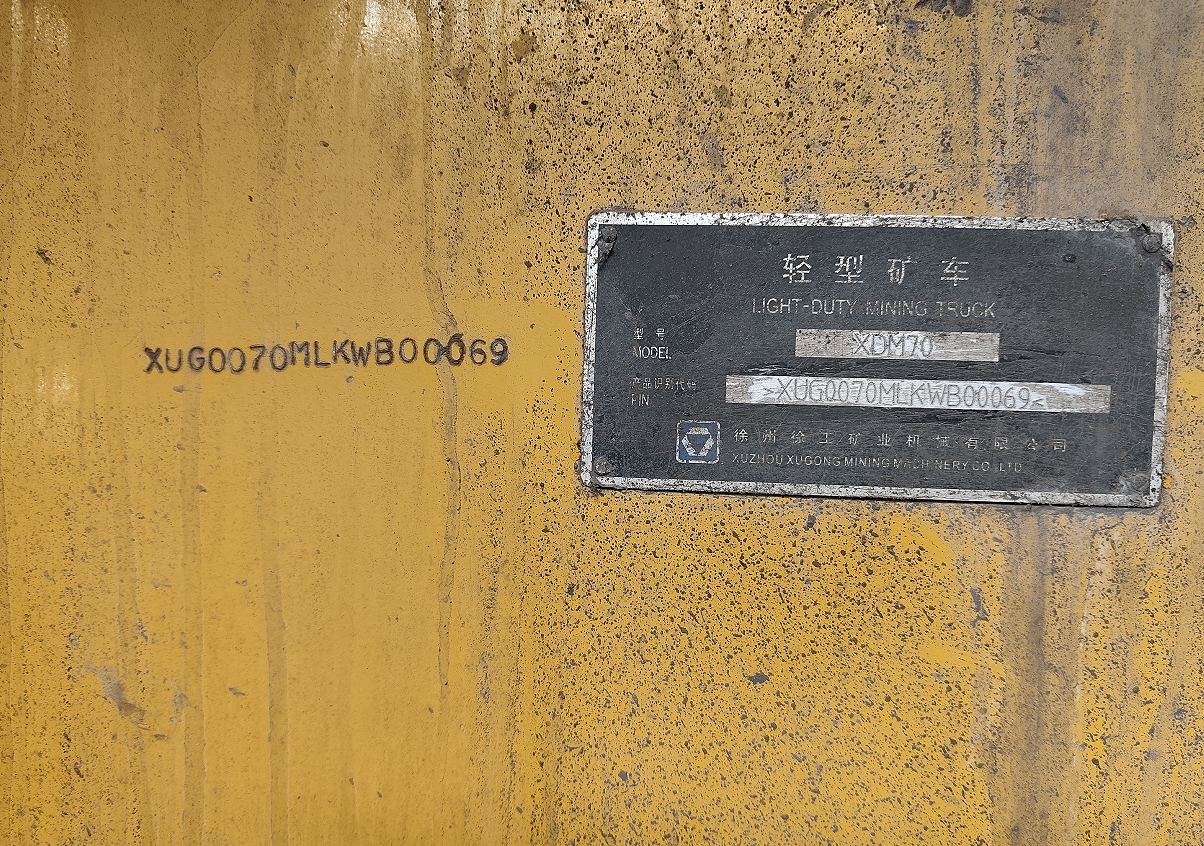 XUG0070MLKWB00069
轻型矿车
LIGHT-DUTY MINING TRUCK
型号
MODEL
XDM70
产品识别代码
PIN
>XUG0070MLKWB00069<
徐州徐工矿业机械有限公司
XUZHOU XUGONG MINING MACHINERY CO.,LTD